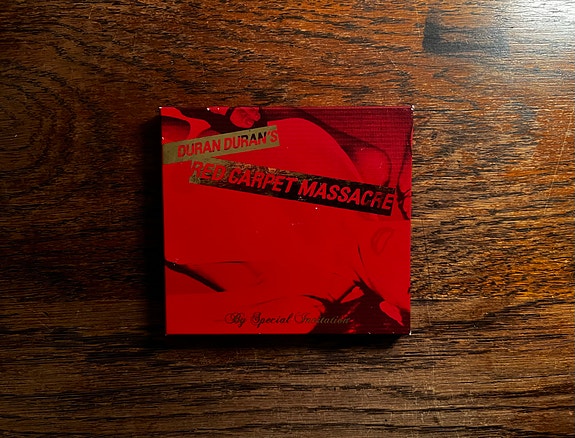 DURAN DURAN'S
RED CARPET MASSACRE
By Special Invitation